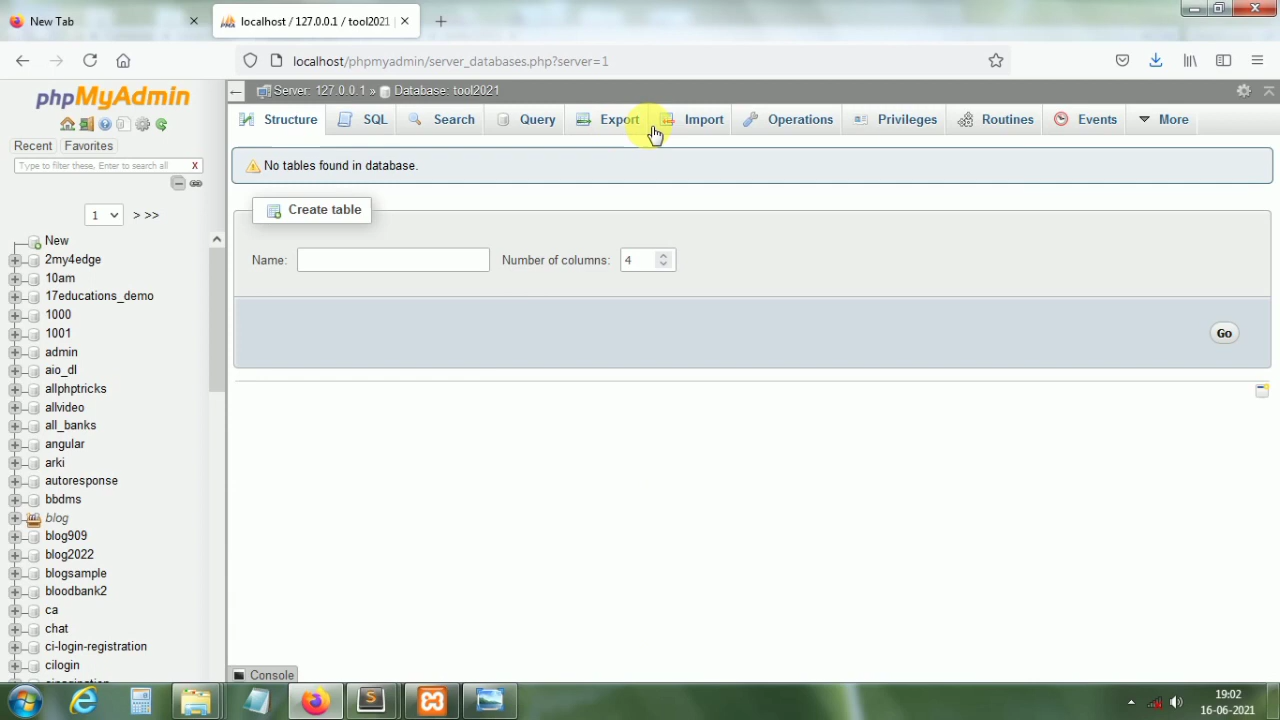 New Tab
localhost / 127.0.0.1 / tool2021 |
localhost/phpmyadmin/server_databases.php?server=1
phpMyAdmin
Recent Favorites
Type to filter these, Enter to search all X
1 > >>
New
2my4edge
10am
17educations_demo
1000
1001
admin
aio_dl
allphptricks
allvideo
all_banks
angular
arki
autoresponse
bbdms
blog
blog909
blog2022
blogsample
bloodbank2
ca
chat
ci-login-registration
cilogin
Server: 127.0.0.1 » Database: tool2021
Structure SQL Search Query Export Import Operations Privileges Routines Events More
No tables found in database.
Create table
Name: Number of columns: 4
Go
Console
19:02
16-06-2021